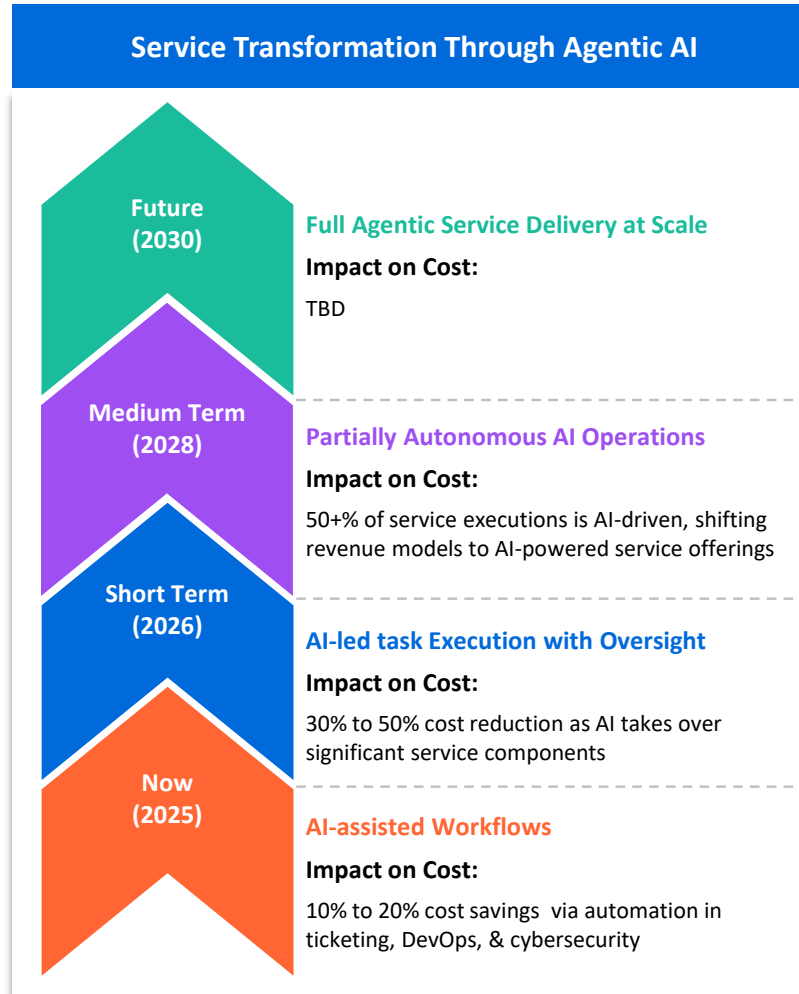 Service Transformation Through Agentic AI
Future
(2030)
Full Agentic Service Delivery at Scale
Impact on Cost:
TBD
Medium Term
(2028)
Partially Autonomous AI Operations
Impact on Cost:
50+% of service executions is AI-driven, shifting
revenue models to AI-powered service offerings
Short Term
(2026)
AI-led task Execution with Oversight
Impact on Cost:
30% to 50% cost reduction as AI takes over
significant service components
Now
(2025)
AI-assisted Workflows
Impact on Cost:
10% to 20% cost savings  via automation in
ticketing, DevOps, & cybersecurity